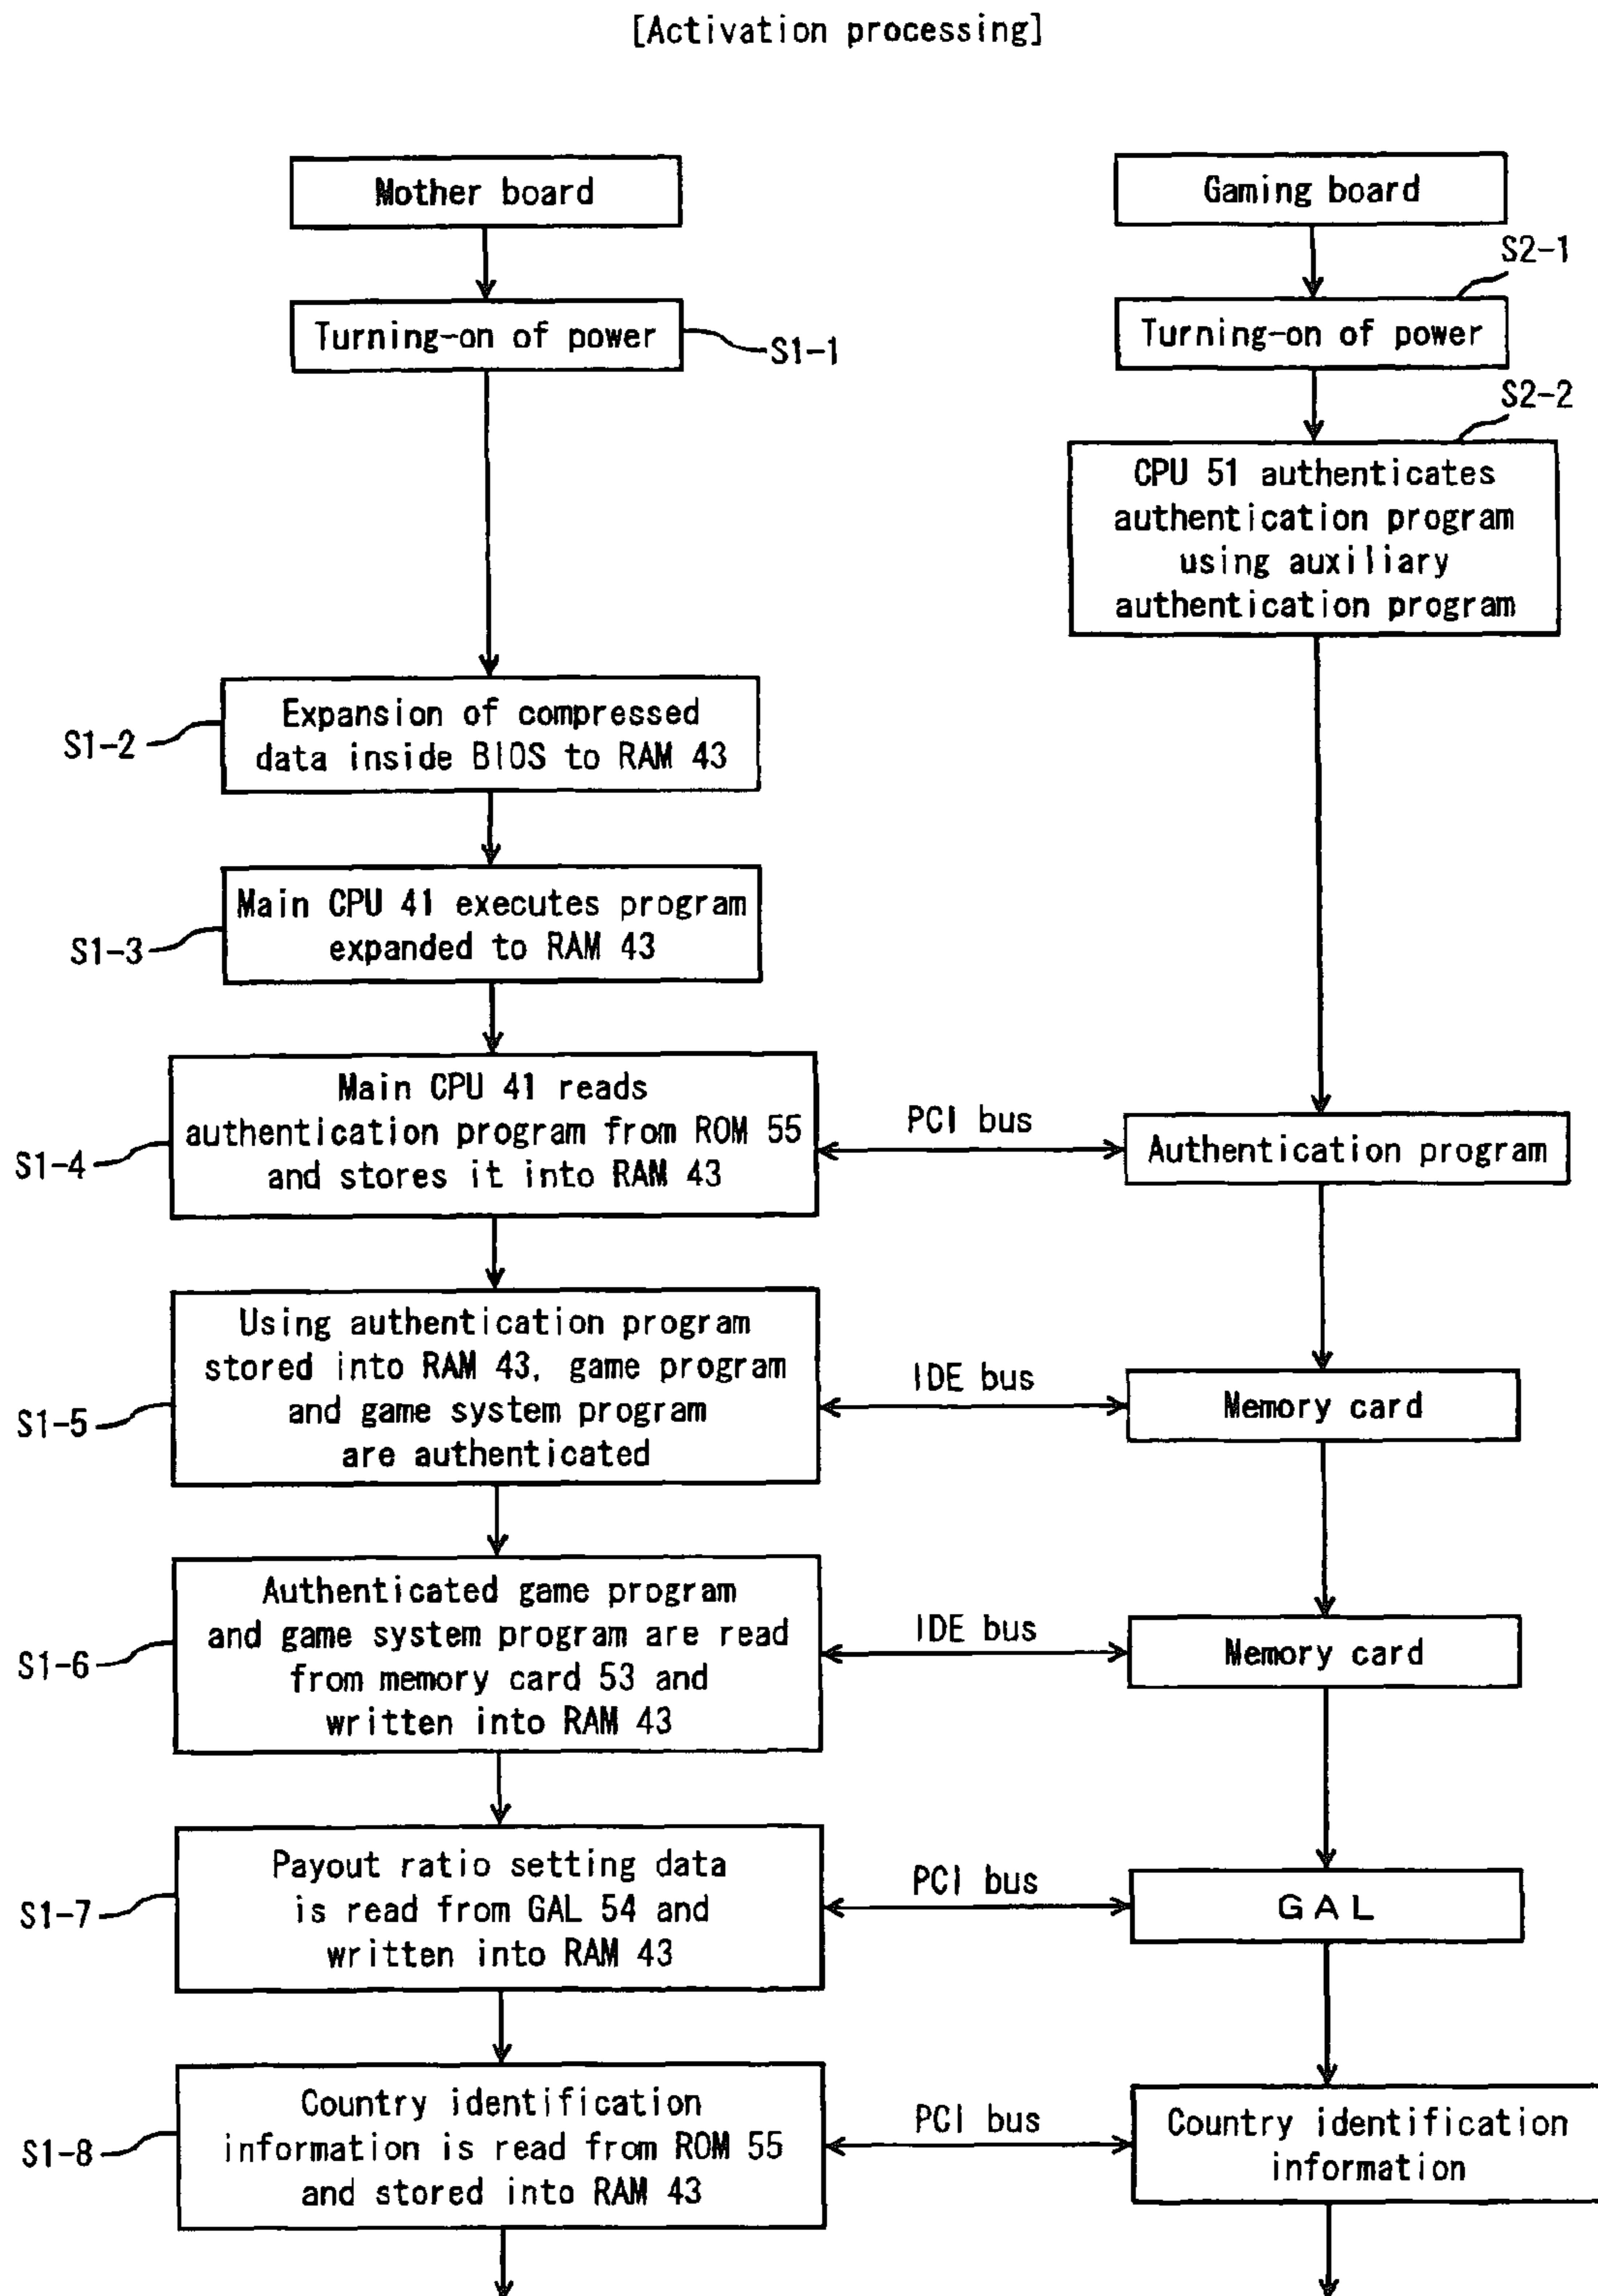 [Activation processing]
Mother board
Gaming board
S2-1
Turning-on of power
S1-1
Turning-on of power
S2-2
CPU 51 authenticates
authentication program
using auxiliary
authentication program
S1-2
Expansion of compressed
data inside BIOS to RAM 43
S1-3
Main CPU 41 executes program
expanded to RAM 43
S1-4
Main CPU 41 reads
authentication program from ROM 55
and stores it into RAM 43
PCI bus
Authentication program
S1-5
Using authentication program
stored into RAM 43, game program
and game system program
are authenticated
IDE bus
Memory card
S1-6
Authenticated game program
and game system program are read
from memory card 53 and
written into RAM 43
IDE bus
Memory card
S1-7
Payout ratio setting data
is read from GAL 54 and
written into RAM 43
PCI bus
GAL
S1-8
Country identification
information is read from ROM 55
and stored into RAM 43
PCI bus
Country identification
information